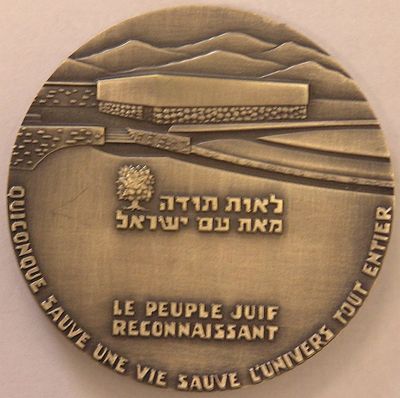 לאות תודה
מאת עם ישראל
LE PEUPLE JUIF
RECONNAISSANT
QUICONQUE SAUVE UNE VIE SAUVE L'UNIVERS TOUT ENTIER